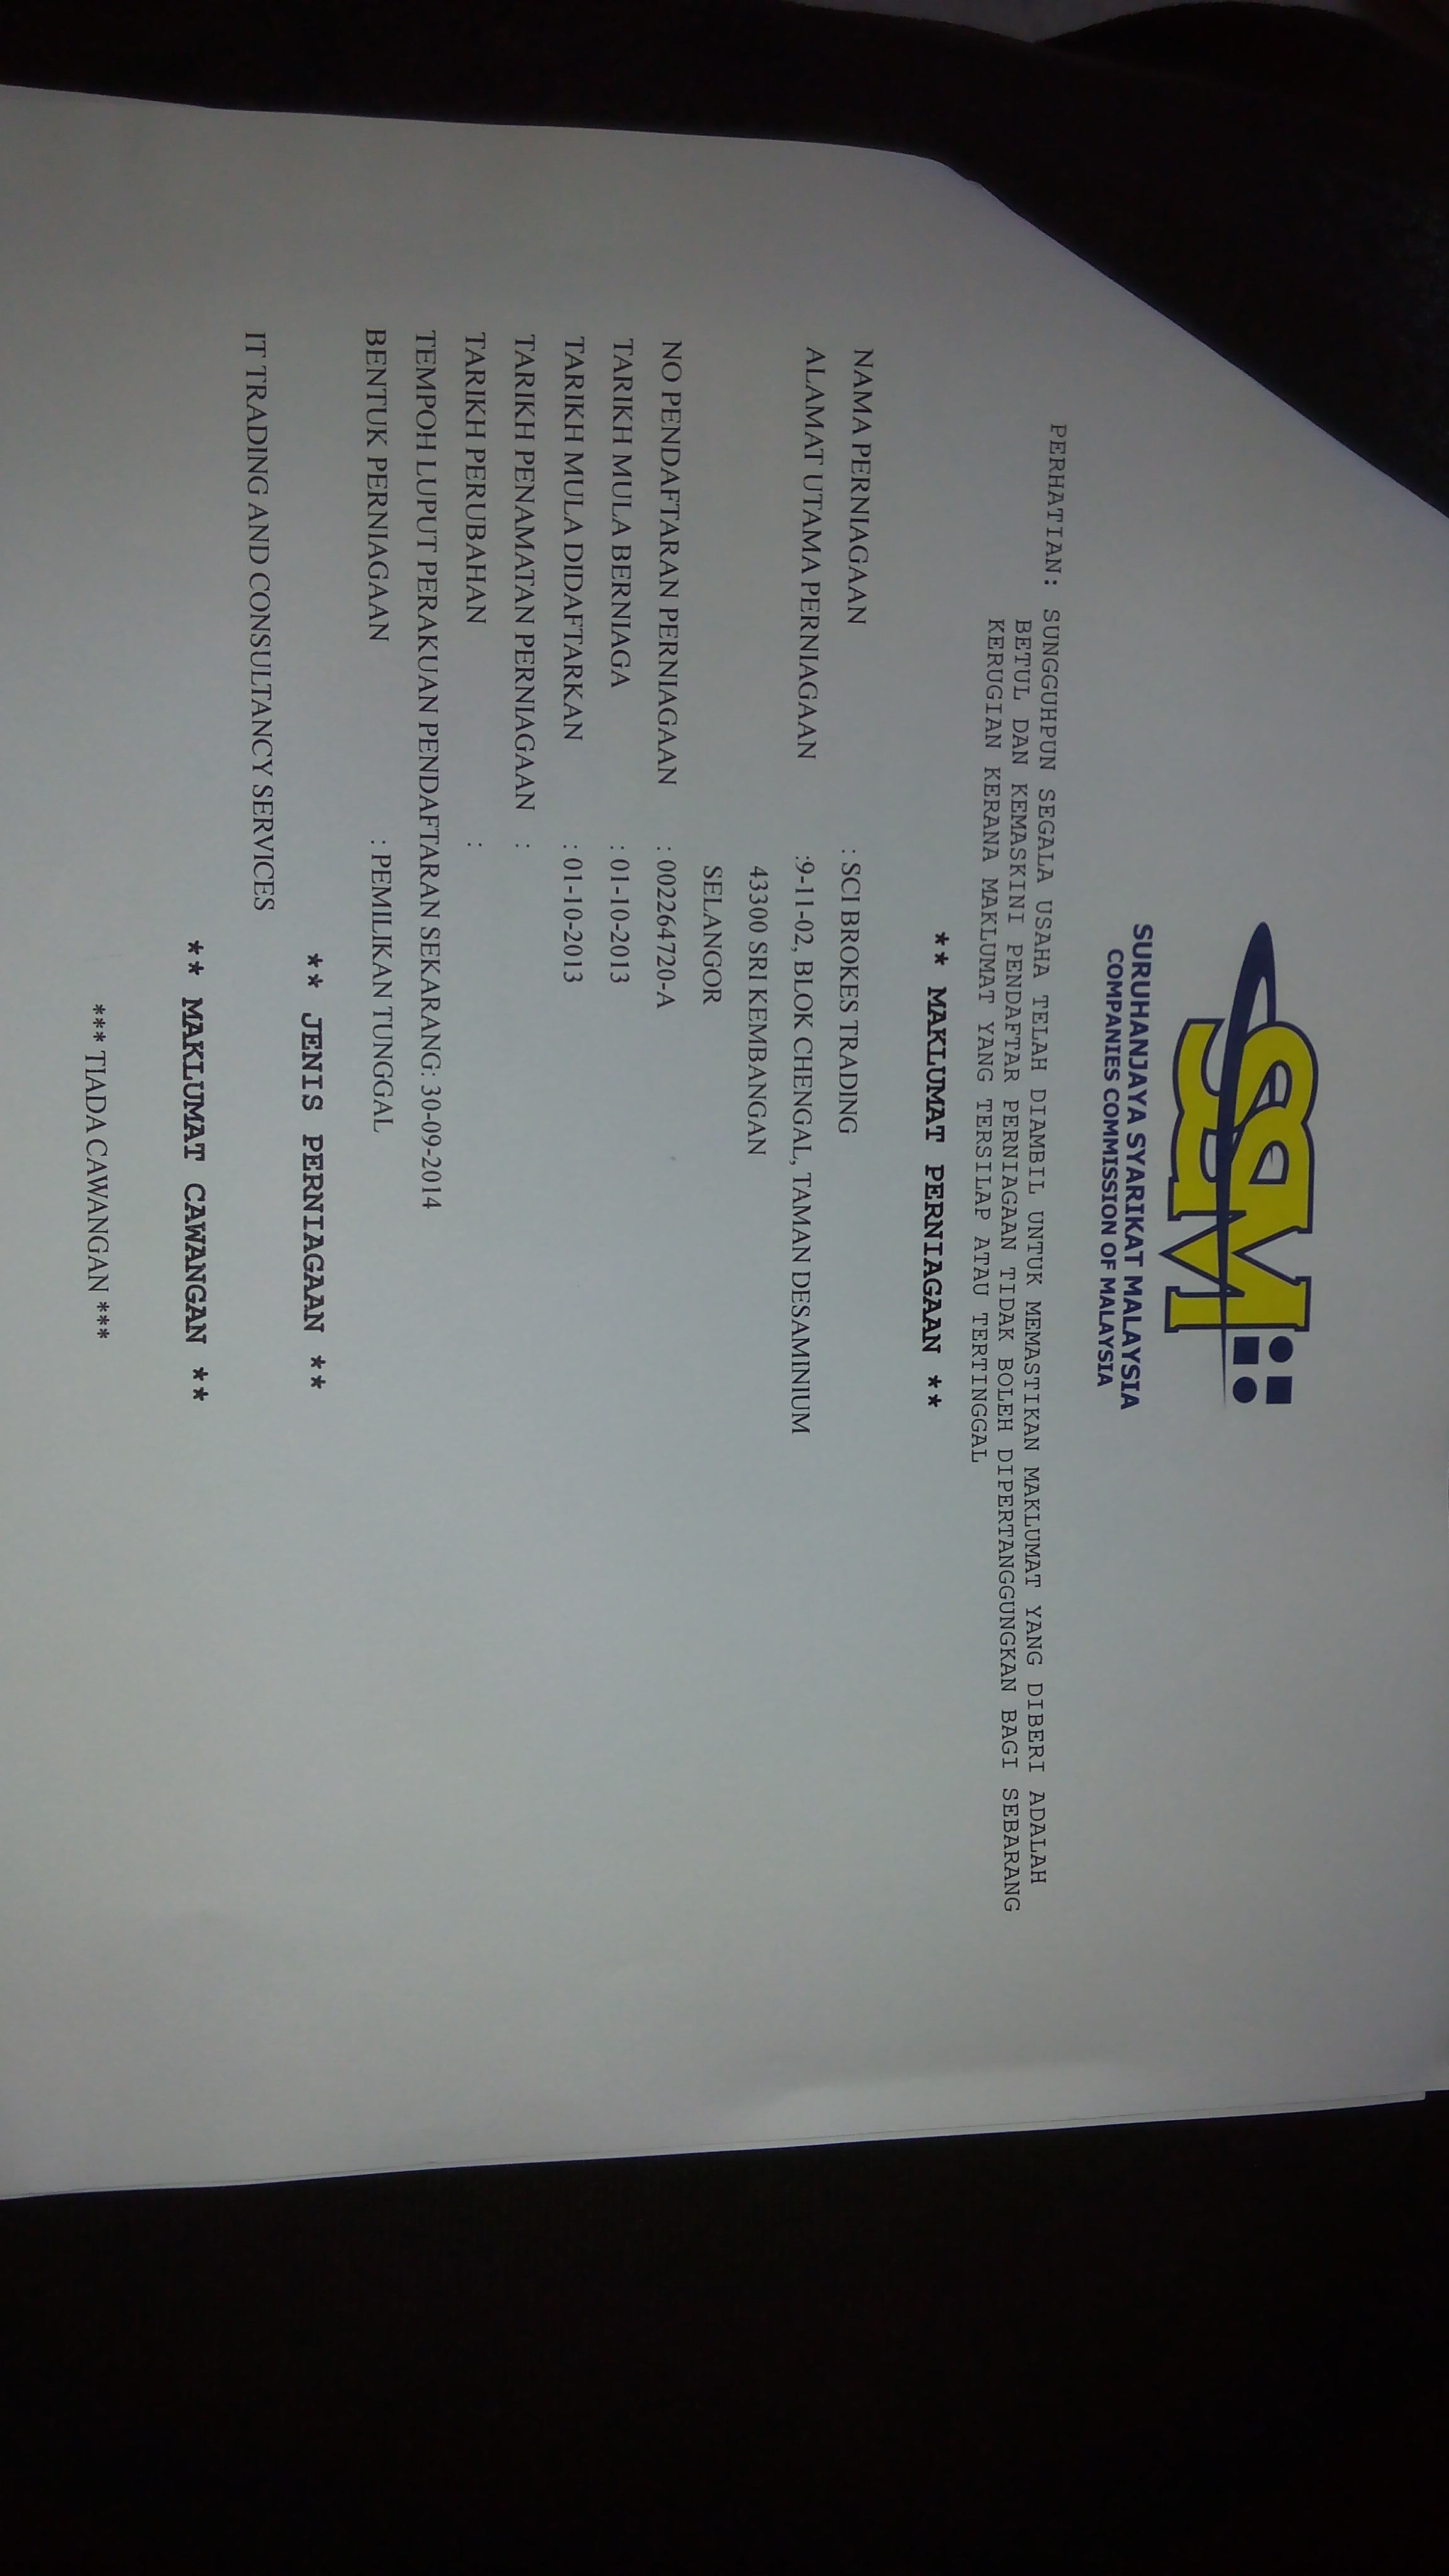 SSM
SURUHANJAYA SYARIKAT MALAYSIA
COMPANIES COMMISSION OF MALAYSIA
PERHATIAN: SUNGGUHPUN SEGALA USAHA TELAH DIAMBIL UNTUK MEMASTIKAN MAKLUMAT YANG DIBERI ADALAH
BETUL DAN KEMASKINI PENDAFTAR PERNIAGAAN TIDAK BOLEH DIPERTANGGUNGKAN BAGI SEBARANG
KERUGIAN KERANA MAKLUMAT YANG TERSILAP ATAU TERTINGGAL
** MAKLUMAT PERNIAGAAN **
NAMA PERNIAGAAN : SCI BROKES TRADING
ALAMAT UTAMA PERNIAGAAN :9-11-02, BLOK CHENGAL, TAMAN DESAMINIUM
43300 SRI KEMBANGAN
SELANGOR
NO PENDAFTARAN PERNIAGAAN : 002264720-A
TARIKH MULA BERNIAGA : 01-10-2013
TARIKH MULA DIDAFTARKAN : 01-10-2013
TARIKH PENAMATAN PERNIAGAAN :
TARIKH PERUBAHAN :
TEMPOH LUPUT PERAKUAN PENDAFTARAN SEKARANG: 30-09-2014
BENTUK PERNIAGAAN : PEMILIKAN TUNGGAL
** JENIS PERNIAGAAN **
IT TRADING AND CONSULTANCY SERVICES
** MAKLUMAT CAWANGAN **
*** TIADA CAWANGAN ***